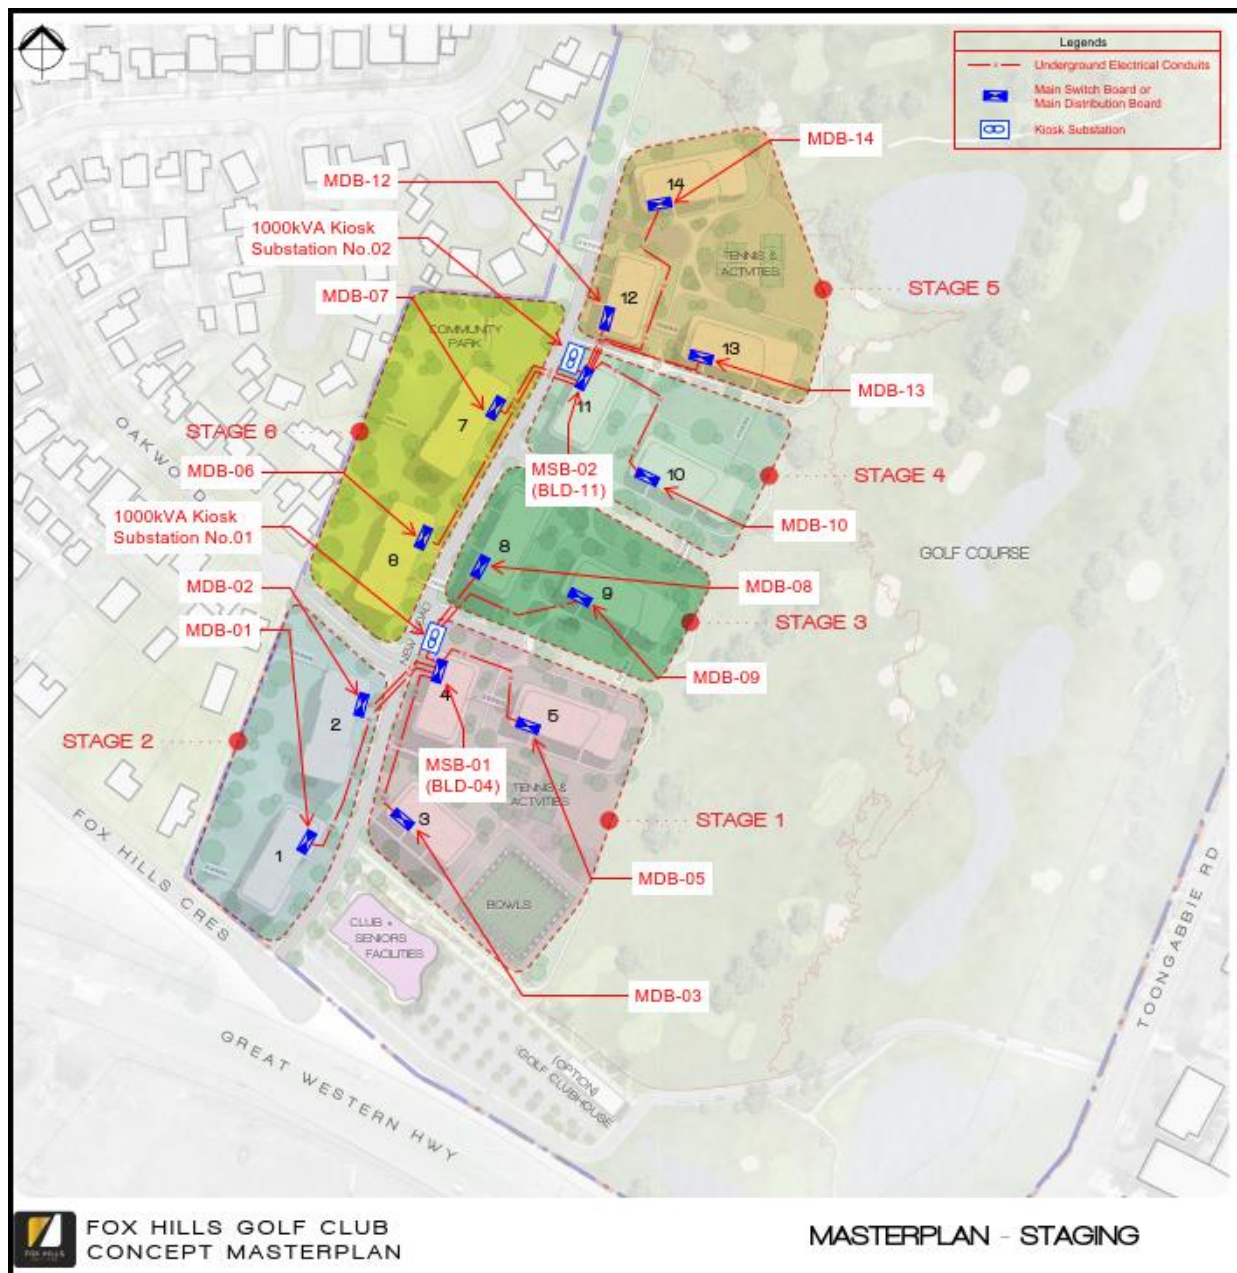 Legends
Underground Electrical Conduits
Main Switch Board or
Main Distribution Board
Kiosk Substation
MDB-14
MDB-12
14
1000kVA Kiosk
Substation No.02
TENNIS &
ACTVITIES
STAGE 5
MDB-07
12
COMMUNITY
PARK
13
MDB-13
11
7
STAGE 6
MDB-06
MSB-02
(BLD-11)
10
STAGE 4
1000kVA Kiosk
Substation No.01
MDB-10
GOLF COURSE
8
6
MDB-02
MDB-08
9
MDB-01
STAGE 3
MDB-09
4
2
5
STAGE 2
MSB-01
(BLD-04)
TENNIS &
ACTVITIES
3
STAGE 1
1
MDB-05
BOWLS
FOX HILLS CRES
CLUB +
SENIORS
FACILITIES
MDB-03
TOONGABBIE RD
GREAT WESTERN HWY
(OPTION)
GOLF CLUBHOUSE
FOX HILLS
FOX HILLS GOLF CLUB
CONCEPT MASTERPLAN
MASTERPLAN - STAGING